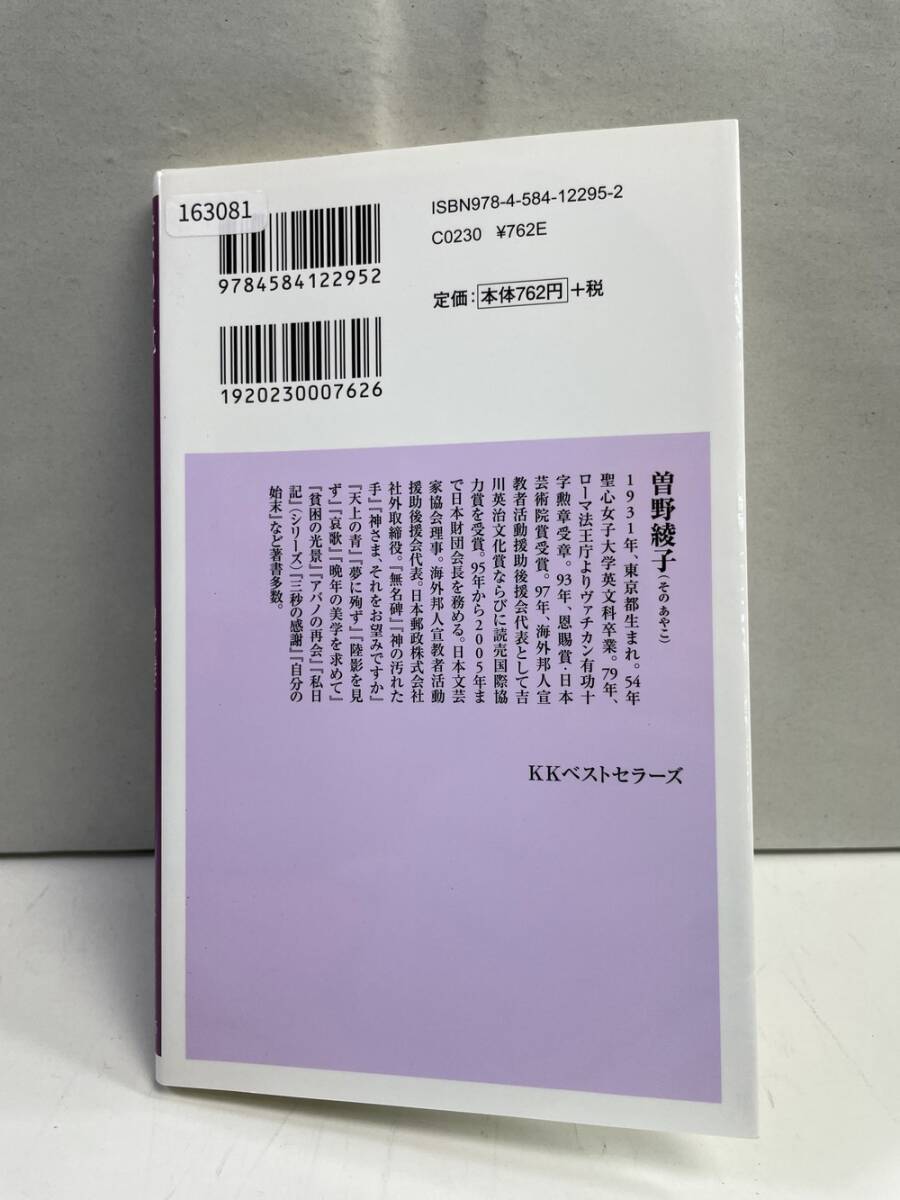 163081
9784584122952
1920230007626
ISBN978-4-584-12295-2
C0230 ¥762E
定価：本体762円＋税
曽野綾子（その あやこ）
1931年、東京都生まれ。54年
聖心女子大学英文科卒業。79年、
ローマ法王庁よりヴァチカン有功十
字勲章受章。93年、恩賜賞・日本
芸術院賞受賞。97年、海外邦人宣
教者活動援助後援会代表として吉
川英治文化賞ならびに読売国際協
力賞を受賞。95年から2005年ま
で日本財団会長を務める。日本文芸
家協会理事。海外邦人宣教者活動
援助後援会代表。日本郵政株式会社
社外取締役。『無名碑』『神の汚れた
手』『神さま、それをお望みですか』
『天上の青』『夢に殉ず』『陸影を見
ず』『哀歌』『晩年の美学を求めて』
『貧困の光景』『アバノの再会』『私日
記』（シリーズ）『三秒の感謝』『自分の
始末』など著書多数。
KKベストセラーズ